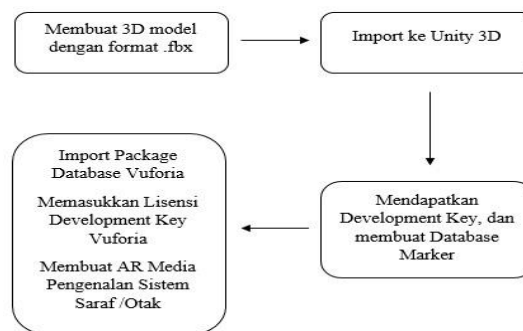 Membuat 3D model
dengan format .fbx
Import ke Unity 3D
Mendapatkan
Development Key, dan
membuat Database
Marker
Import Package
Database Vuforia
Memasukkan Lisensi
Development Key
Vuforia
Membuat AR Media
Pengenalan Sistem
Saraf /Otak